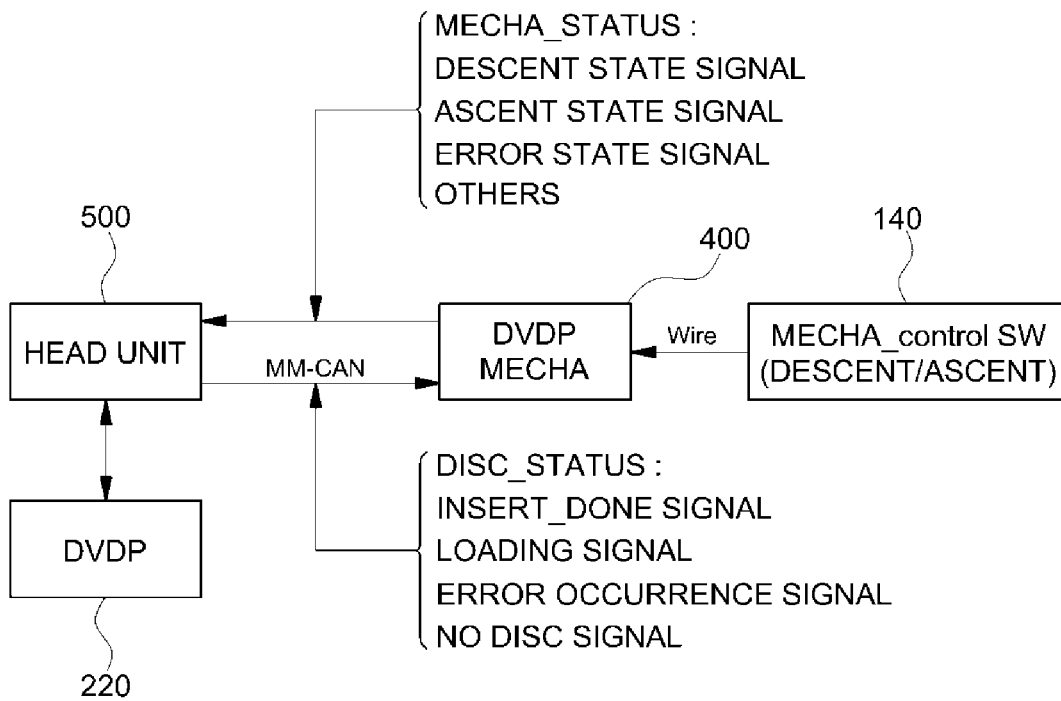 MECHA_STATUS :
DESCENT STATE SIGNAL
ASCENT STATE SIGNAL
ERROR STATE SIGNAL
OTHERS
500
400
140
HEAD UNIT
MM-CAN
DVDP
MECHA
Wire
MECHA_control SW
(DESCENT/ASCENT)
DISC_STATUS :
INSERT_DONE SIGNAL
LOADING SIGNAL
ERROR OCCURRENCE SIGNAL
NO DISC SIGNAL
DVDP
220